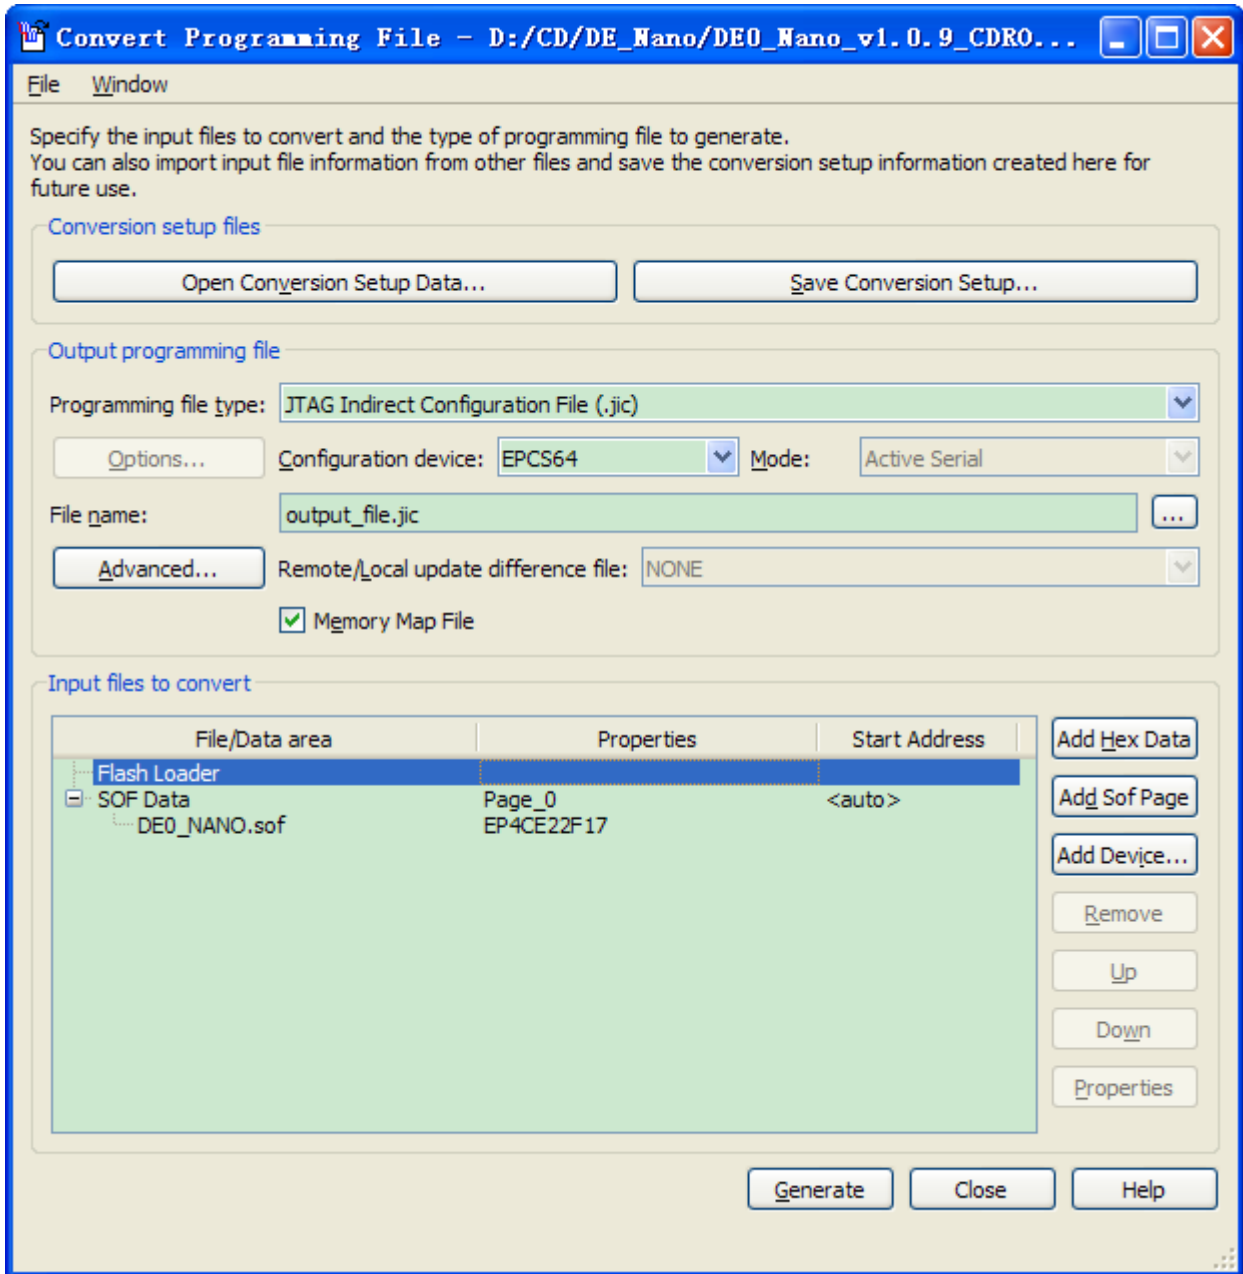 Convert Programming File - D:/CD/DE_Nano/DE0_Nano_v1.0.9_CDRO...
File Window
Specify the input files to convert and the type of programming file to generate.
You can also import input file information from other files and save the conversion setup information created here for
future use.
Conversion setup files
Open Conversion Setup Data... Save Conversion Setup...
Output programming file
Programming file type: JTAG Indirect Configuration File (.jic)
Options... Configuration device: EPCS64 Mode: Active Serial
File name: output_file.jic ...
Advanced... Remote/Local update difference file: NONE
Memory Map File
Input files to convert
File/Data area Properties Start Address Add Hex Data
Flash Loader
SOF Data Page_0 <auto> Add Sof Page
DE0_NANO.sof EP4CE22F17
Add Device...
Remove
Up
Down
Properties
Generate Close Help